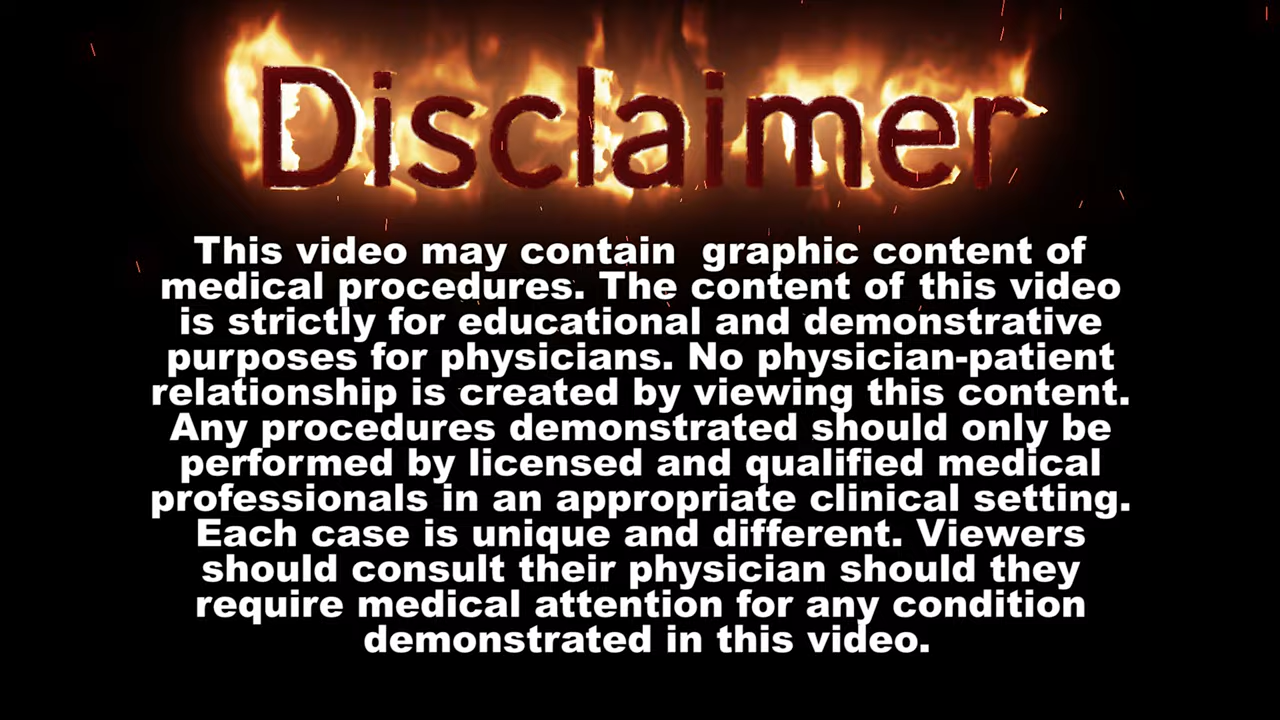 Disclaimer
This video may contain  graphic content of
medical procedures. The content of this video
is strictly for educational and demonstrative
purposes for physicians. No physician-patient
relationship is created by viewing this content.
Any procedures demonstrated should only be
performed by licensed and qualified medical
professionals in an appropriate clinical setting.
Each case is unique and different. Viewers
should consult their physician should they
require medical attention for any condition
demonstrated in this video.